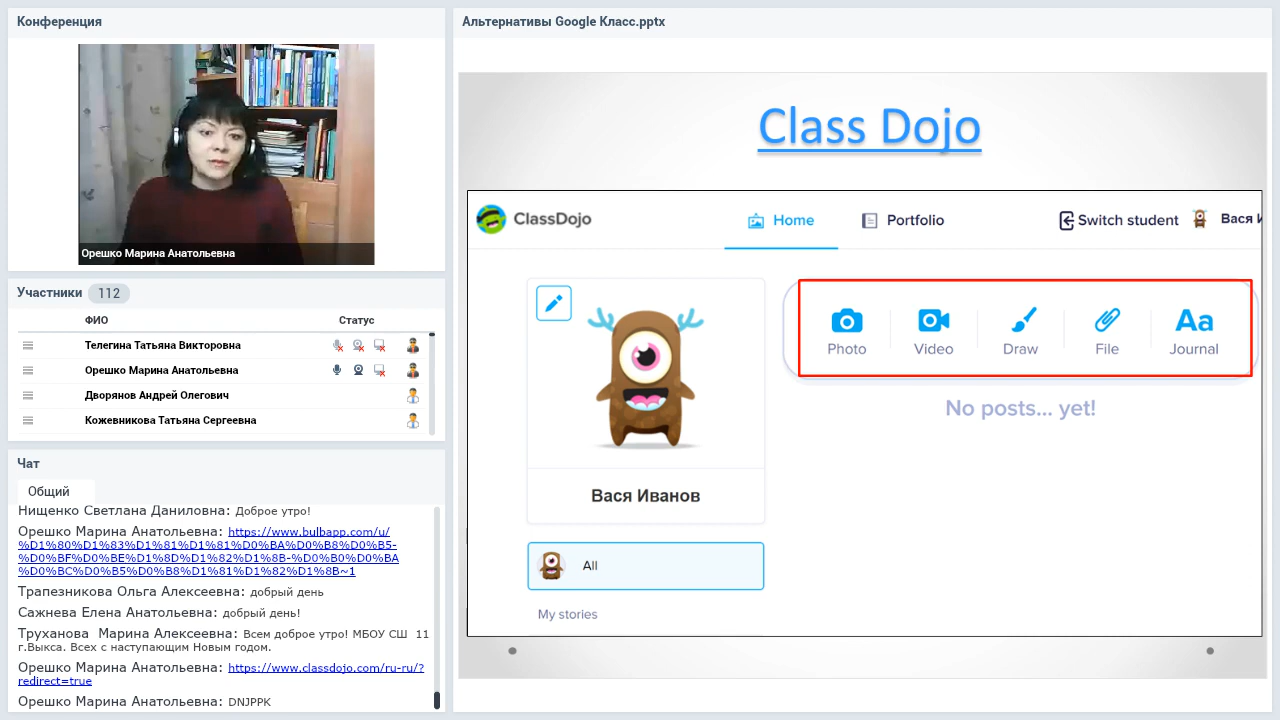 Конференция
Орешко Марина Анатольевна
Участники 112
ФИО Статус
Телегина Татьяна Викторовна
Орешко Марина Анатольевна
Дворянов Андрей Олегович
Кожевникова Татьяна Сергеевна
Чат
Общий
Нищенко Светлана Даниловна: Доброе утро!
Орешко Марина Анатольевна: https://www.bulbapp.com/u/
%D1%80%D1%83%D1%81%D1%81%D0%BA%D0%B8%D0%B5-
%D0%BF%D0%BE%D1%8D%D1%82%D1%8B-%D0%B0%D0%BA
%D0%BC%D0%B5%D0%B8%D1%81%D1%82%D1%8B~1
Трапезникова Ольга Алексеевна: добрый день
Сажнева Елена Анатольевна: добрый день!
Труханова Марина Алексеевна: Всем доброе утро! МБОУ СШ 11
г.Выкса. Всех с наступающим Новым годом.
Орешко Марина Анатольевна: https://www.classdojo.com/ru-ru/?
redirect=true
Орешко Марина Анатольевна: DNJPPK
Альтернативы Google Класс.pptx
Class Dojo
ClassDojo
Home
Portfolio
Switch student
Вася И
Photo
Video
Draw
File
Aa
Journal
No posts... yet!
Вася Иванов
All
My stories